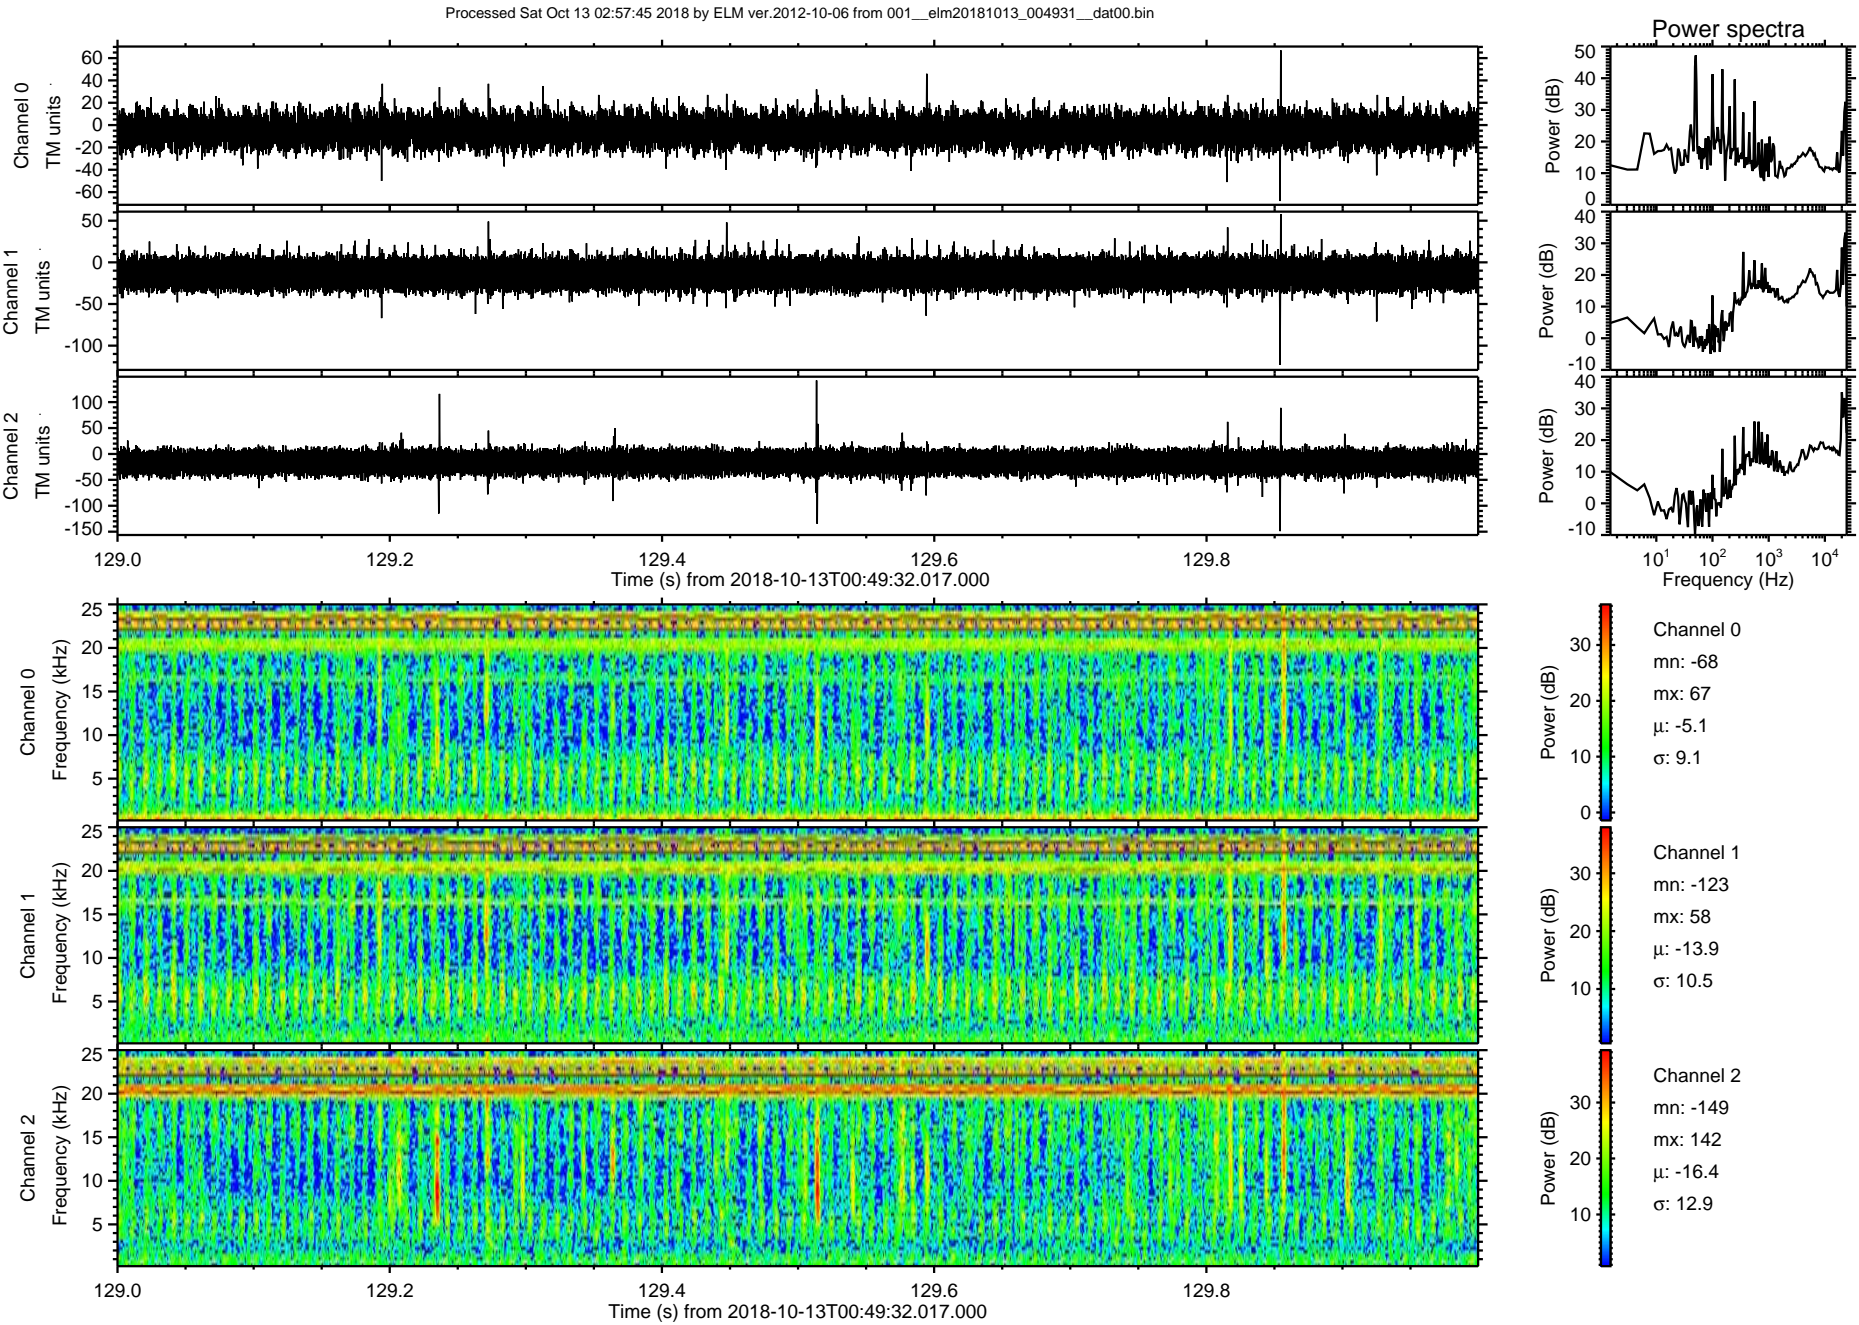 Processed Sat Oct 13 02:57:45 2018 by ELM ver.2012-10-06 from 001__elm20181013_004931__dat00.bin
Power spectra
Channel 0
TM units
60
40
20
0
-20
-40
-60
Power (dB)
50
40
30
20
10
0
Channel 1
TM units
50
0
-50
-100
Power (dB)
40
30
20
10
0
-10
Channel 2
TM units
100
50
0
-50
-100
-150
Power (dB)
40
30
20
10
0
-10
129.0 129.2 129.4 129.6 129.8
Time (s) from 2018-10-13T00:49:32.017.000
10^1 10^2 10^3 10^4
Frequency (Hz)
Channel 0
Frequency (kHz)
25
20
15
10
5
Power (dB)
30
20
10
0
Channel 0
mn: -68
mx: 67
µ: -5.1
σ: 9.1
Channel 1
Frequency (kHz)
25
20
15
10
5
Power (dB)
30
20
10
Channel 1
mn: -123
mx: 58
µ: -13.9
σ: 10.5
Channel 2
Frequency (kHz)
25
20
15
10
5
Power (dB)
30
20
10
Channel 2
mn: -149
mx: 142
µ: -16.4
σ: 12.9
129.0 129.2 129.4 129.6 129.8
Time (s) from 2018-10-13T00:49:32.017.000